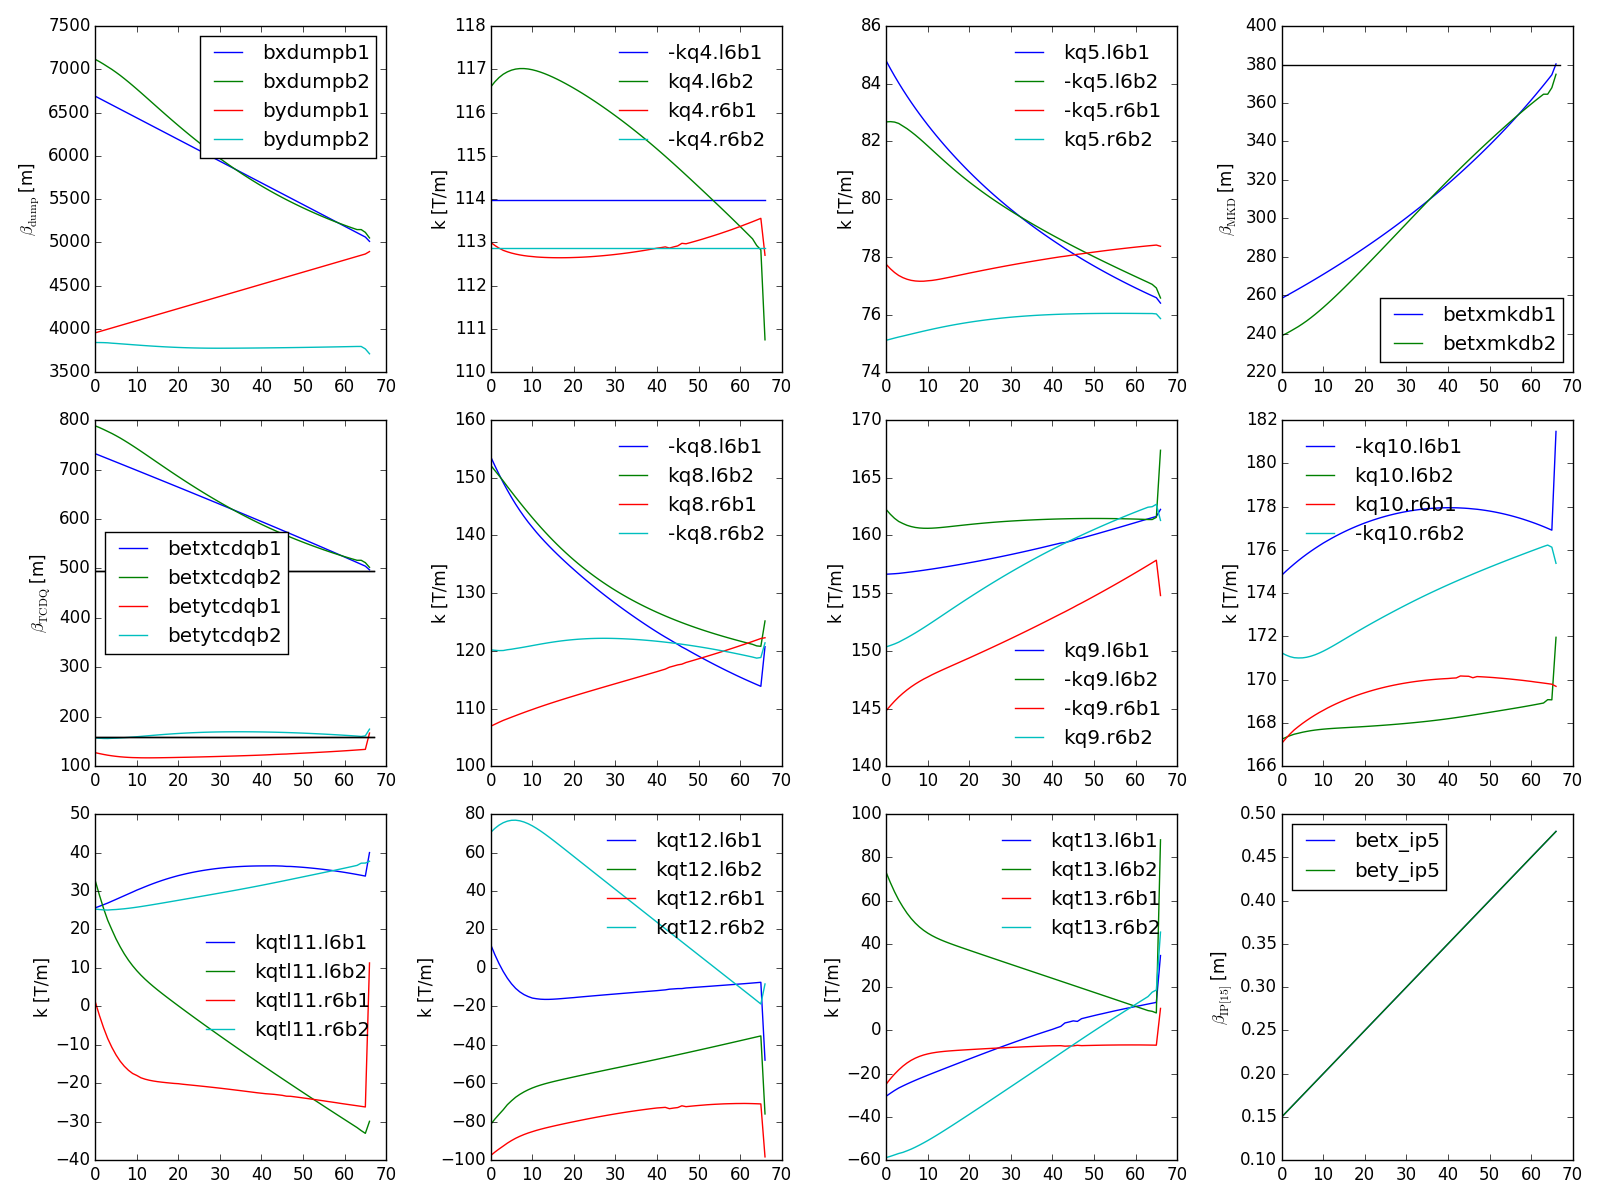 7500
7000
6500
6000
5500
5000
4500
4000
3500
0 10 20 30 40 50 60 70
β_dump [m]
bxdumpb1
bxdumpb2
bydumpb1
bydumpb2
118
117
116
115
114
113
112
111
110
0 10 20 30 40 50 60 70
k [T/m]
-kq4.l6b1
kq4.l6b2
kq4.r6b1
-kq4.r6b2
86
84
82
80
78
76
74
0 10 20 30 40 50 60 70
k [T/m]
kq5.l6b1
-kq5.l6b2
-kq5.r6b1
kq5.r6b2
400
380
360
340
320
300
280
260
240
220
0 10 20 30 40 50 60 70
β_MKD [m]
betxmkdb1
betxmkdb2
800
700
600
500
400
300
200
100
0 10 20 30 40 50 60 70
β_TCDQ [m]
betxtcdqb1
betxtcdqb2
betytcdqb1
betytcdqb2
160
150
140
130
120
110
100
0 10 20 30 40 50 60 70
k [T/m]
-kq8.l6b1
kq8.l6b2
kq8.r6b1
-kq8.r6b2
170
165
160
155
150
145
140
0 10 20 30 40 50 60 70
k [T/m]
kq9.l6b1
-kq9.l6b2
-kq9.r6b1
kq9.r6b2
182
180
178
176
174
172
170
168
166
0 10 20 30 40 50 60 70
k [T/m]
-kq10.l6b1
kq10.l6b2
kq10.r6b1
-kq10.r6b2
50
40
30
20
10
0
−10
−20
−30
−40
0 10 20 30 40 50 60 70
k [T/m]
kqtl11.l6b1
kqtl11.l6b2
kqtl11.r6b1
kqtl11.r6b2
80
60
40
20
0
−20
−40
−60
−80
−100
0 10 20 30 40 50 60 70
k [T/m]
kqt12.l6b1
kqt12.l6b2
kqt12.r6b1
kqt12.r6b2
100
80
60
40
20
0
−20
−40
−60
0 10 20 30 40 50 60 70
k [T/m]
kqt13.l6b1
kqt13.l6b2
kqt13.r6b1
kqt13.r6b2
0.50
0.45
0.40
0.35
0.30
0.25
0.20
0.15
0.10
0 10 20 30 40 50 60 70
β_IP[15] [m]
betx_ip5
bety_ip5